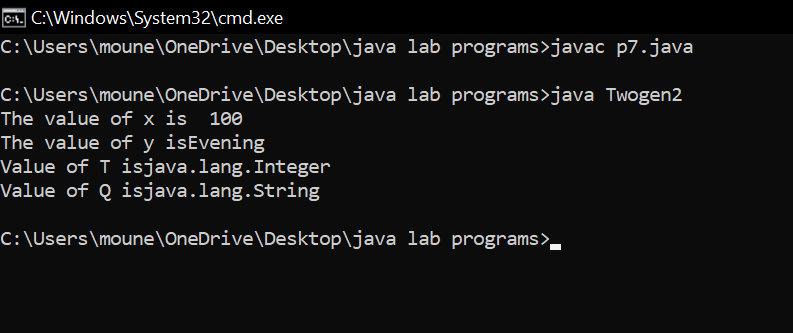 C:\Windows\System32\cmd.exe
C:\Users\moune\OneDrive\Desktop\java lab programs>javac p7.java
C:\Users\moune\OneDrive\Desktop\java lab programs>java Twogen2
The value of x is  100
The value of y isEvening
Value of T isjava.lang.Integer
Value of Q isjava.lang.String
C:\Users\moune\OneDrive\Desktop\java lab programs>